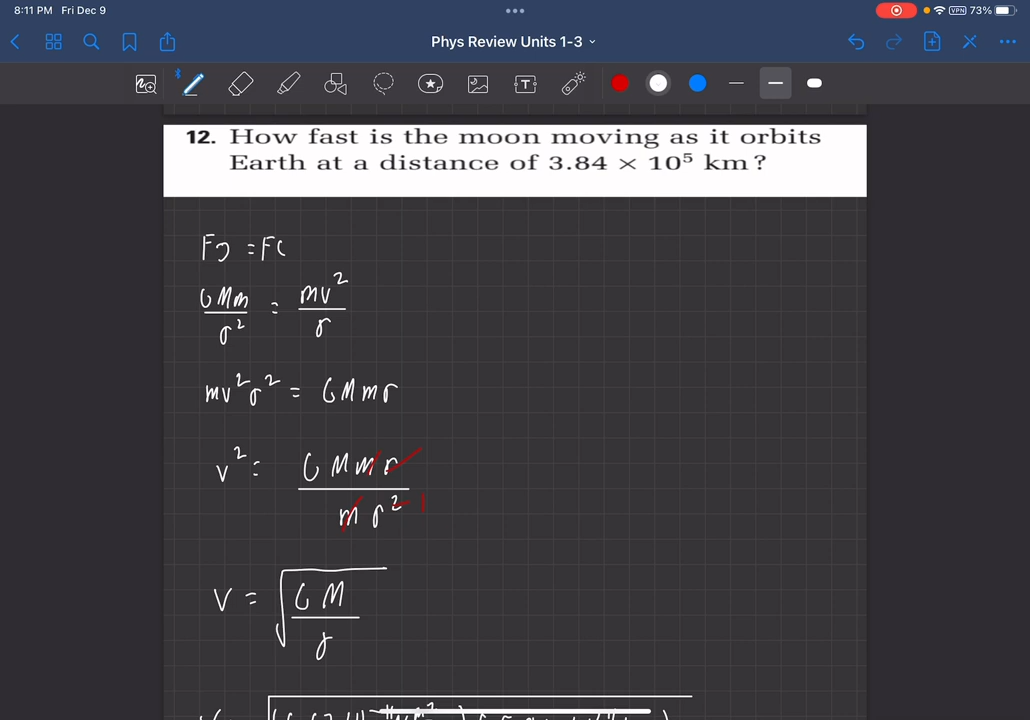 8:11 PM Fri Dec 9
VPN 73%
Phys Review Units 1-3
T
12. How fast is the moon moving as it orbits
Earth at a distance of 3.84 × 10⁵ km?
Fg = Fc
GMm/r² = mv²/r
mv²r² = GMmr
v² = GMmr/mr² 1
V = √(GM/r)